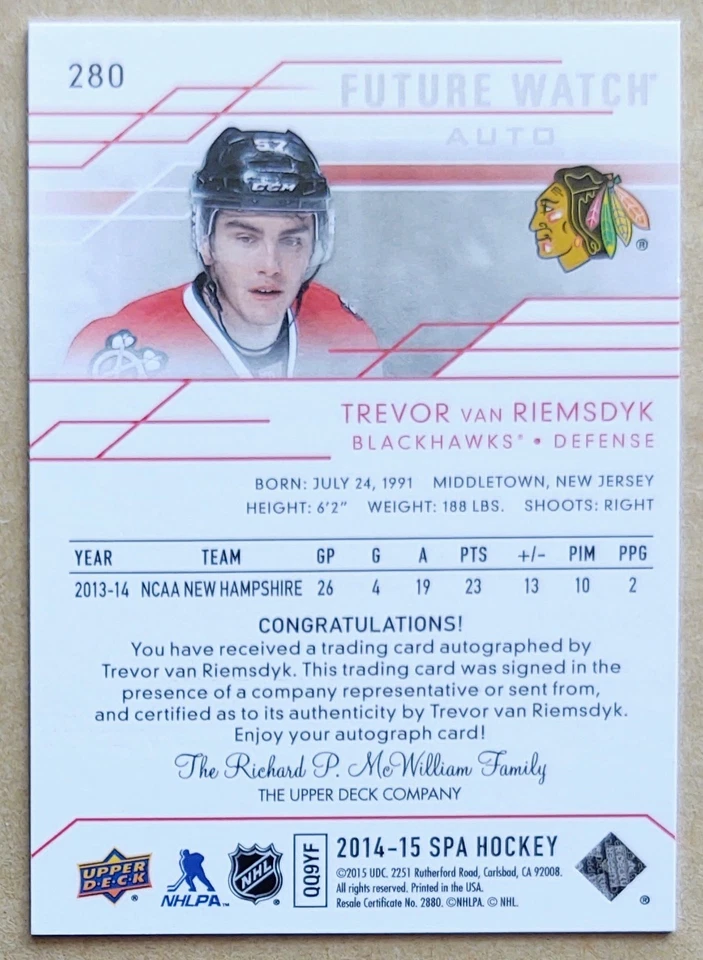 280
FUTURE WATCH
AUTO
57
CCM
®
TREVOR VAN RIEMSDYK
BLACKHAWKS® • DEFENSE
BORN: JULY 24, 1991 MIDDLETOWN, NEW JERSEY
HEIGHT: 6'2" WEIGHT: 188 LBS. SHOOTS: RIGHT
YEAR TEAM GP G A PTS +/- PIM PPG
2013-14 NCAA NEW HAMPSHIRE 26 4 19 23 13 10 2
CONGRATULATIONS!
You have received a trading card autographed by
Trevor van Riemsdyk. This trading card was signed in the
presence of a company representative or sent from,
and certified as to its authenticity by Trevor van Riemsdyk.
Enjoy your autograph card!
The Richard P. McWilliam Family
THE UPPER DECK COMPANY
UPPER DECK ®
NHLPA™
NHL
QQ9YF
2014-15 SPA HOCKEY
©2015 UDC. 2251 Rutherford Road, Carlsbad, CA 92008.
All rights reserved. Printed in the USA.
Resale Certificate No. 2880. ©NHLPA. © NHL.
®